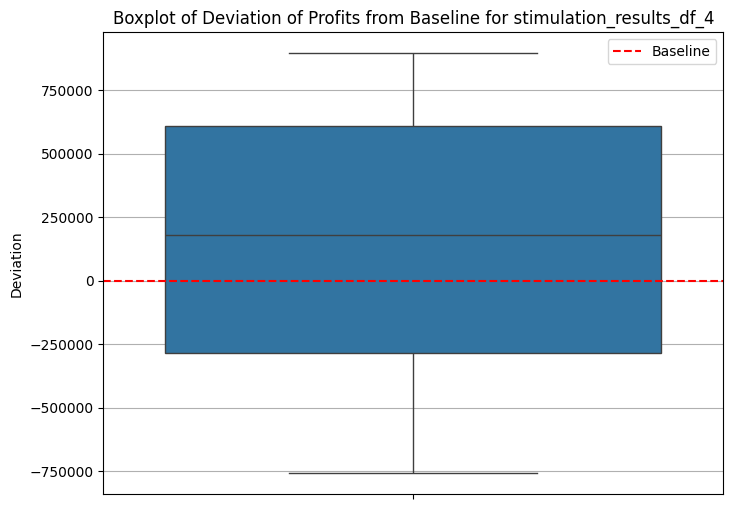 Boxplot of Deviation of Profits from Baseline for stimulation_results_df_4
Baseline
750000
500000
250000
0
−250000
−500000
−750000
Deviation